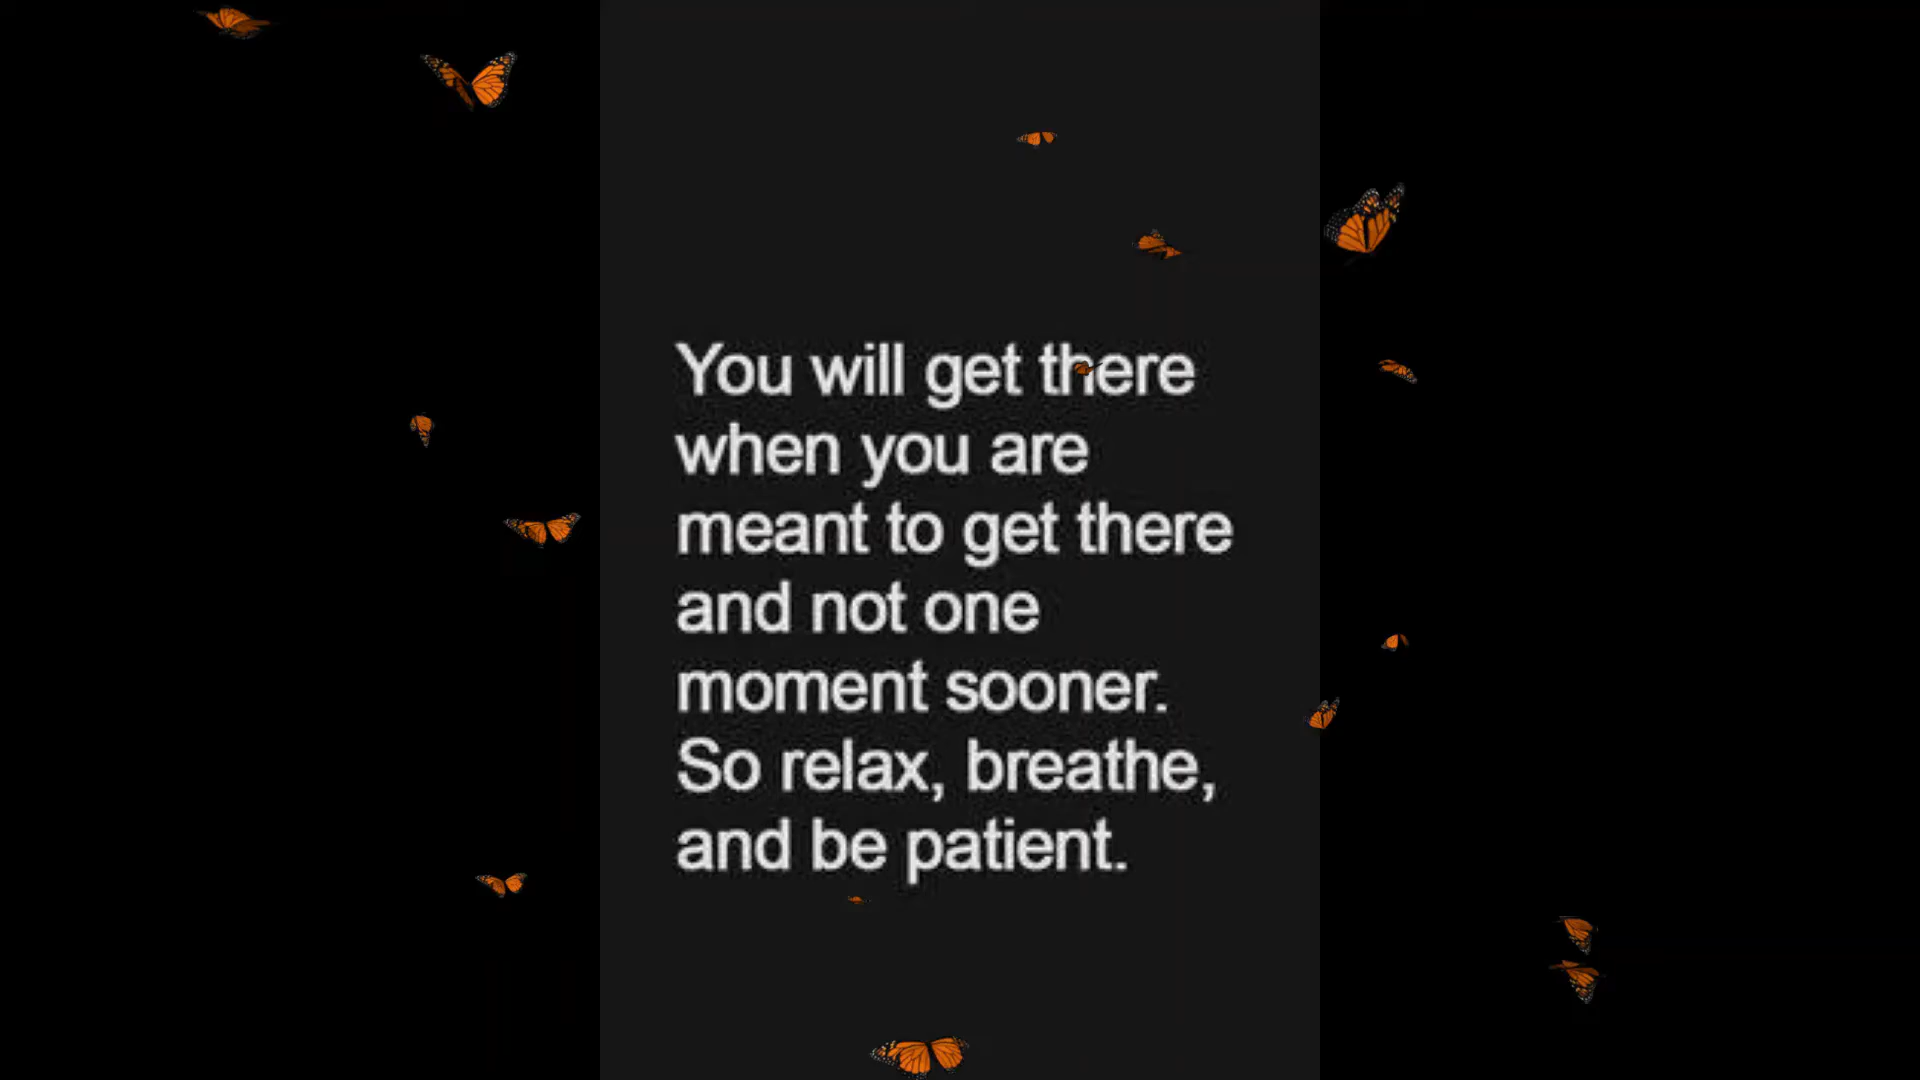 You will get there
when you are
meant to get there
and not one
moment sooner.
So relax, breathe,
and be patient.